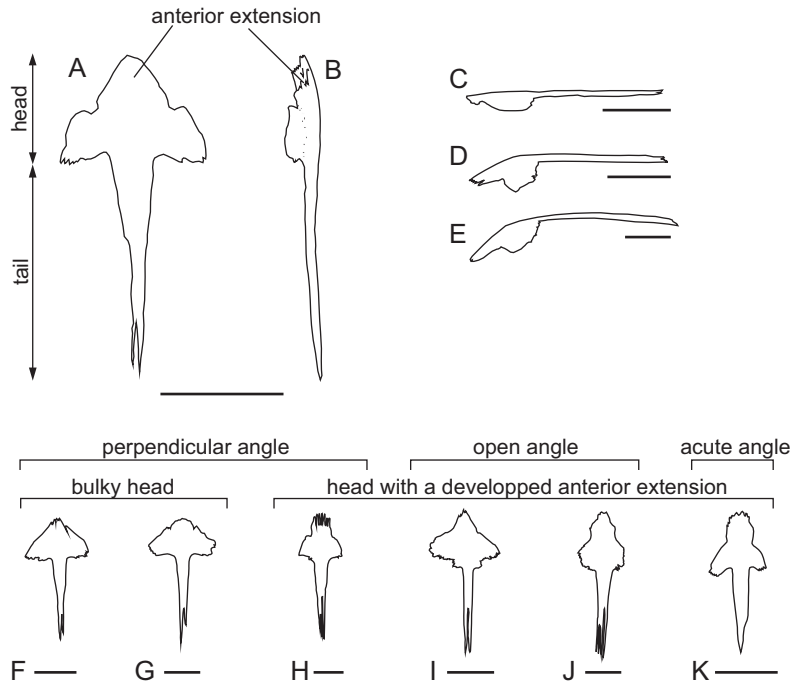 anterior extension
A
B
head
tail
C
D
E
perpendicular angle
open angle
acute angle
bulky head
head with a developped anterior extension
F
G
H
I
J
K